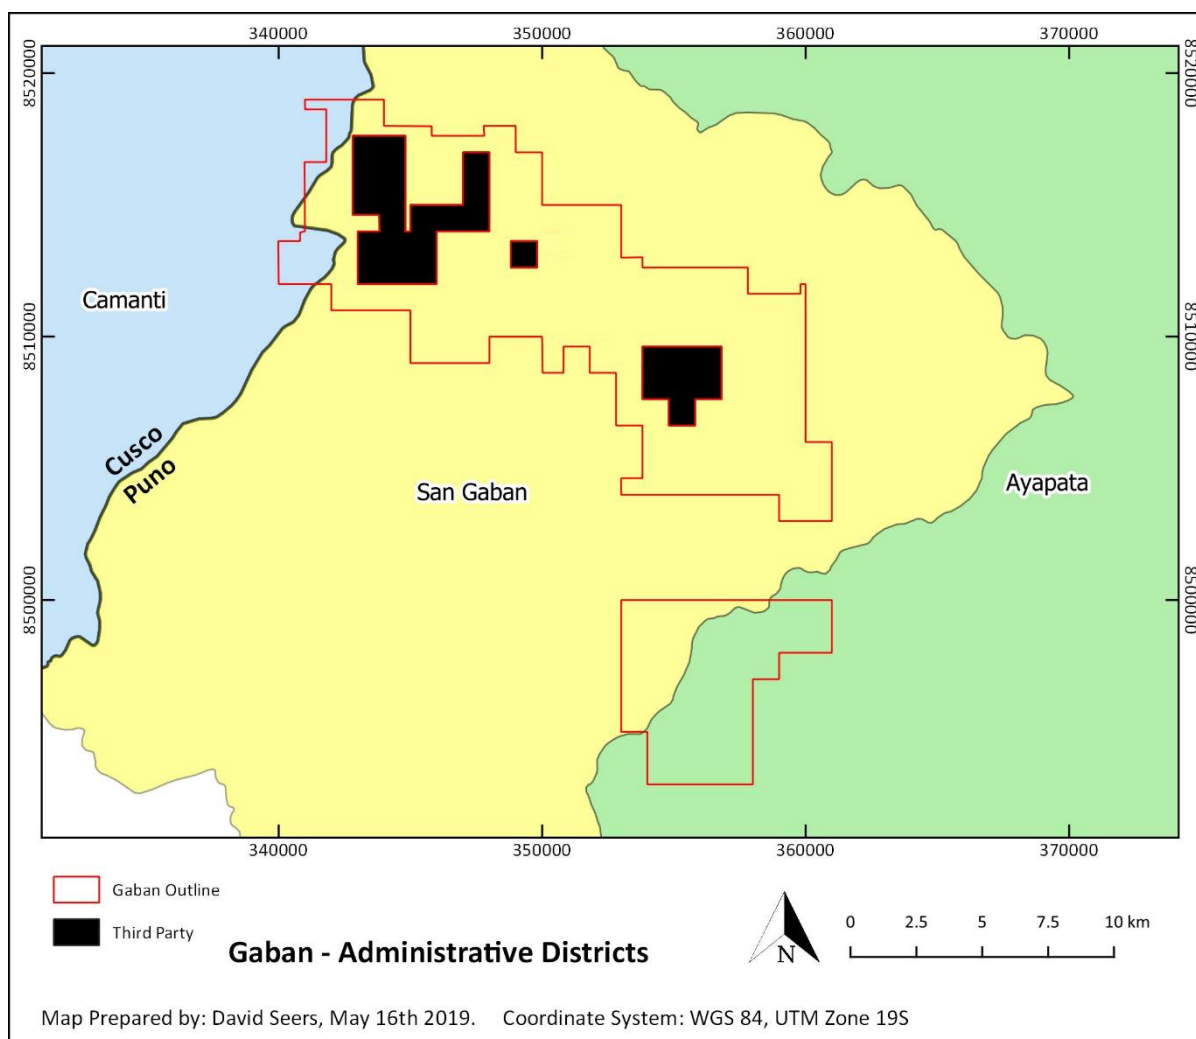 340000 350000 360000 370000
8520000 8520000
Camanti
8510000 8510000
Cusco
Puno
San Gaban
Ayapata
8500000 8500000
340000 350000 360000 370000
Gaban Outline
Third Party
Gaban - Administrative Districts
N
0 2.5 5 7.5 10 km
Map Prepared by: David Seers, May 16th 2019. Coordinate System: WGS 84, UTM Zone 19S